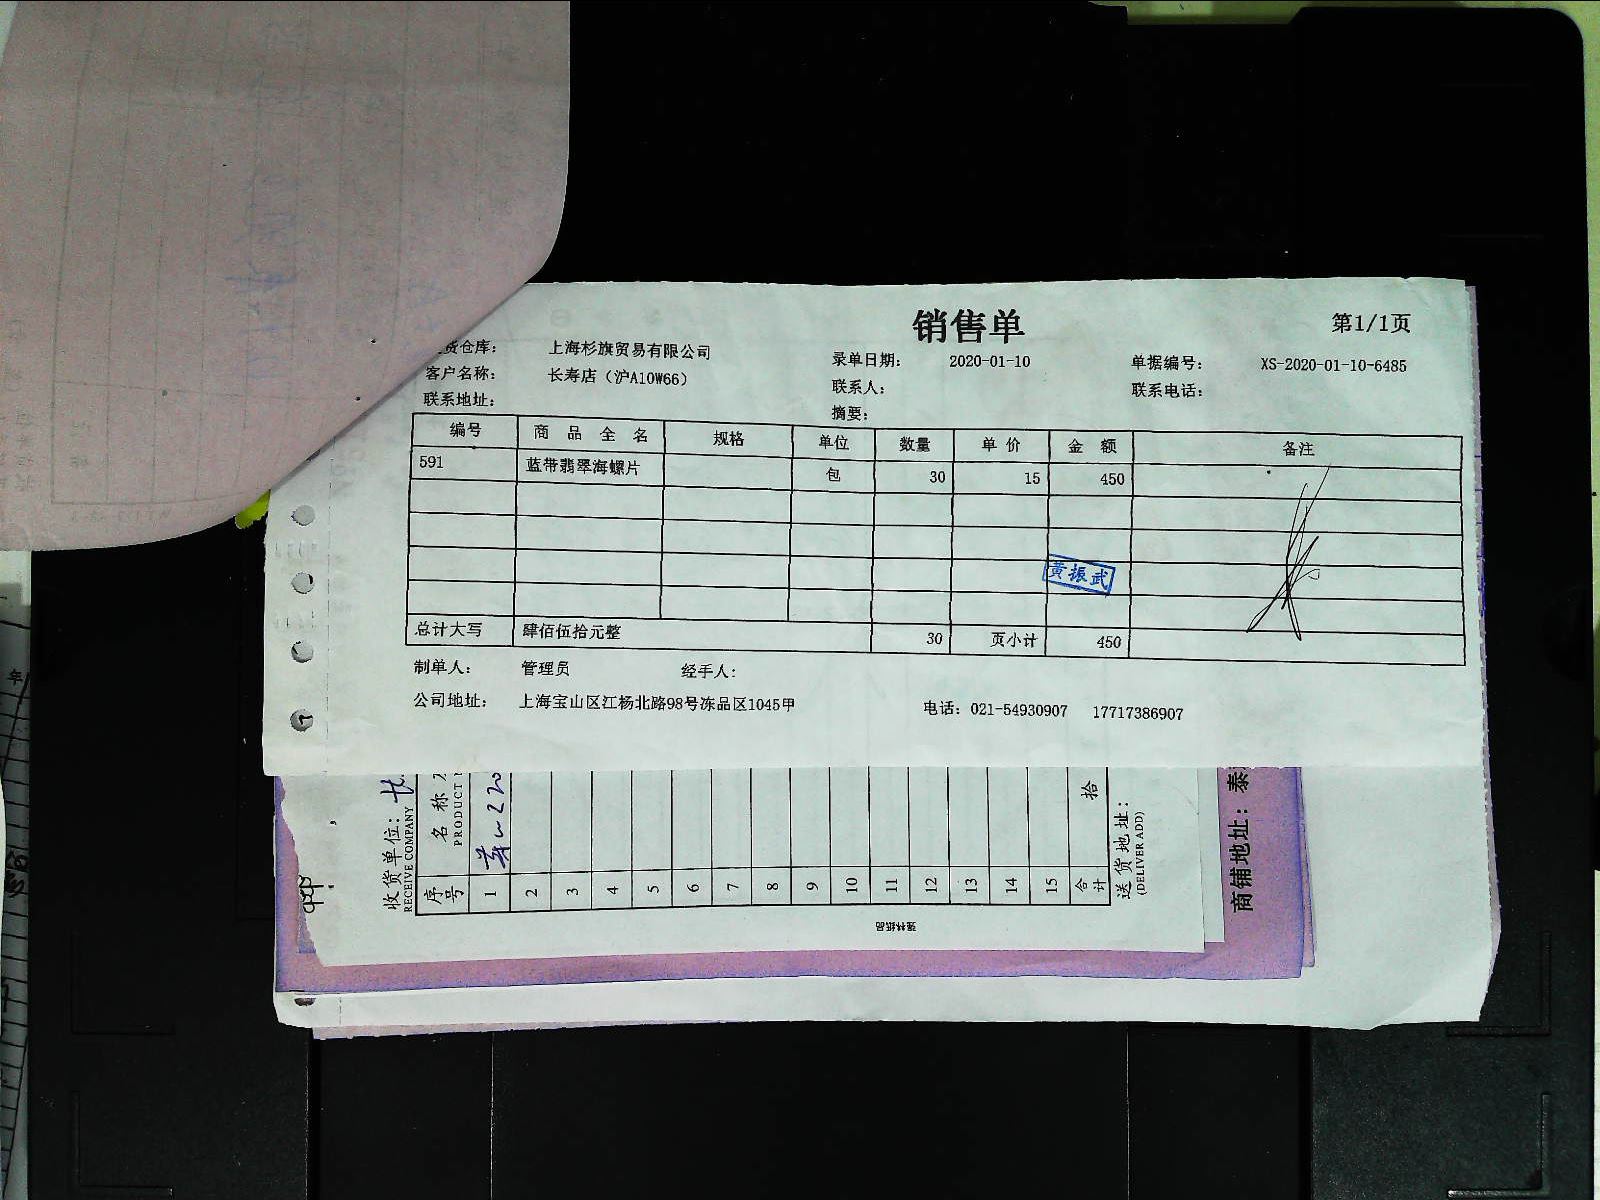 销售单
第1/1页
货仓库： 上海杉旗贸易有限公司
录单日期： 2020-01-10
单据编号： XS-2020-01-10-6485
客户名称： 长寿店（沪A10W66）
联系人：
联系电话：
联系地址：
摘要：
编号 商品全名 规格 单位 数量 单价 金额 备注
591 蓝带翡翠海螺片 包 30 15 450
黄振武
总计大写 肆佰伍拾元整 30 页小计 450
制单人： 管理员 经手人：
公司地址： 上海宝山区江杨北路98号冻品区1045甲
电话：021-54930907 17717386907
收货单位：
RECEIVE COMPANY
序号 名称
PRODUCT
1
2
3
4
5
6
7
8
9
10
11
12
13
14
15
合计 拾
送货地址：
(DELIVER ADD)
商铺地址：泰
强林纸品